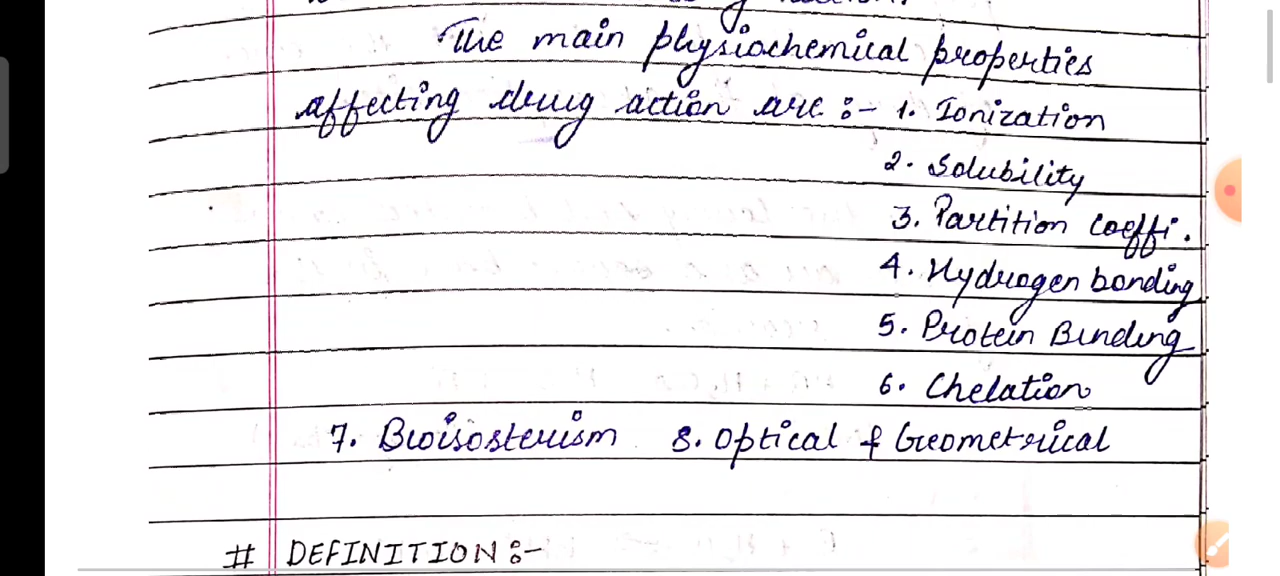 The main physiochemical properties
affecting drug action are :- 1. Ionization
2. Solubility
3. Partition coeffi.
4. Hydrogen bonding
5. Protein Binding
6. Chelation
7. Bioisosterism 8. Optical & Geometrical
# DEFINITION :-